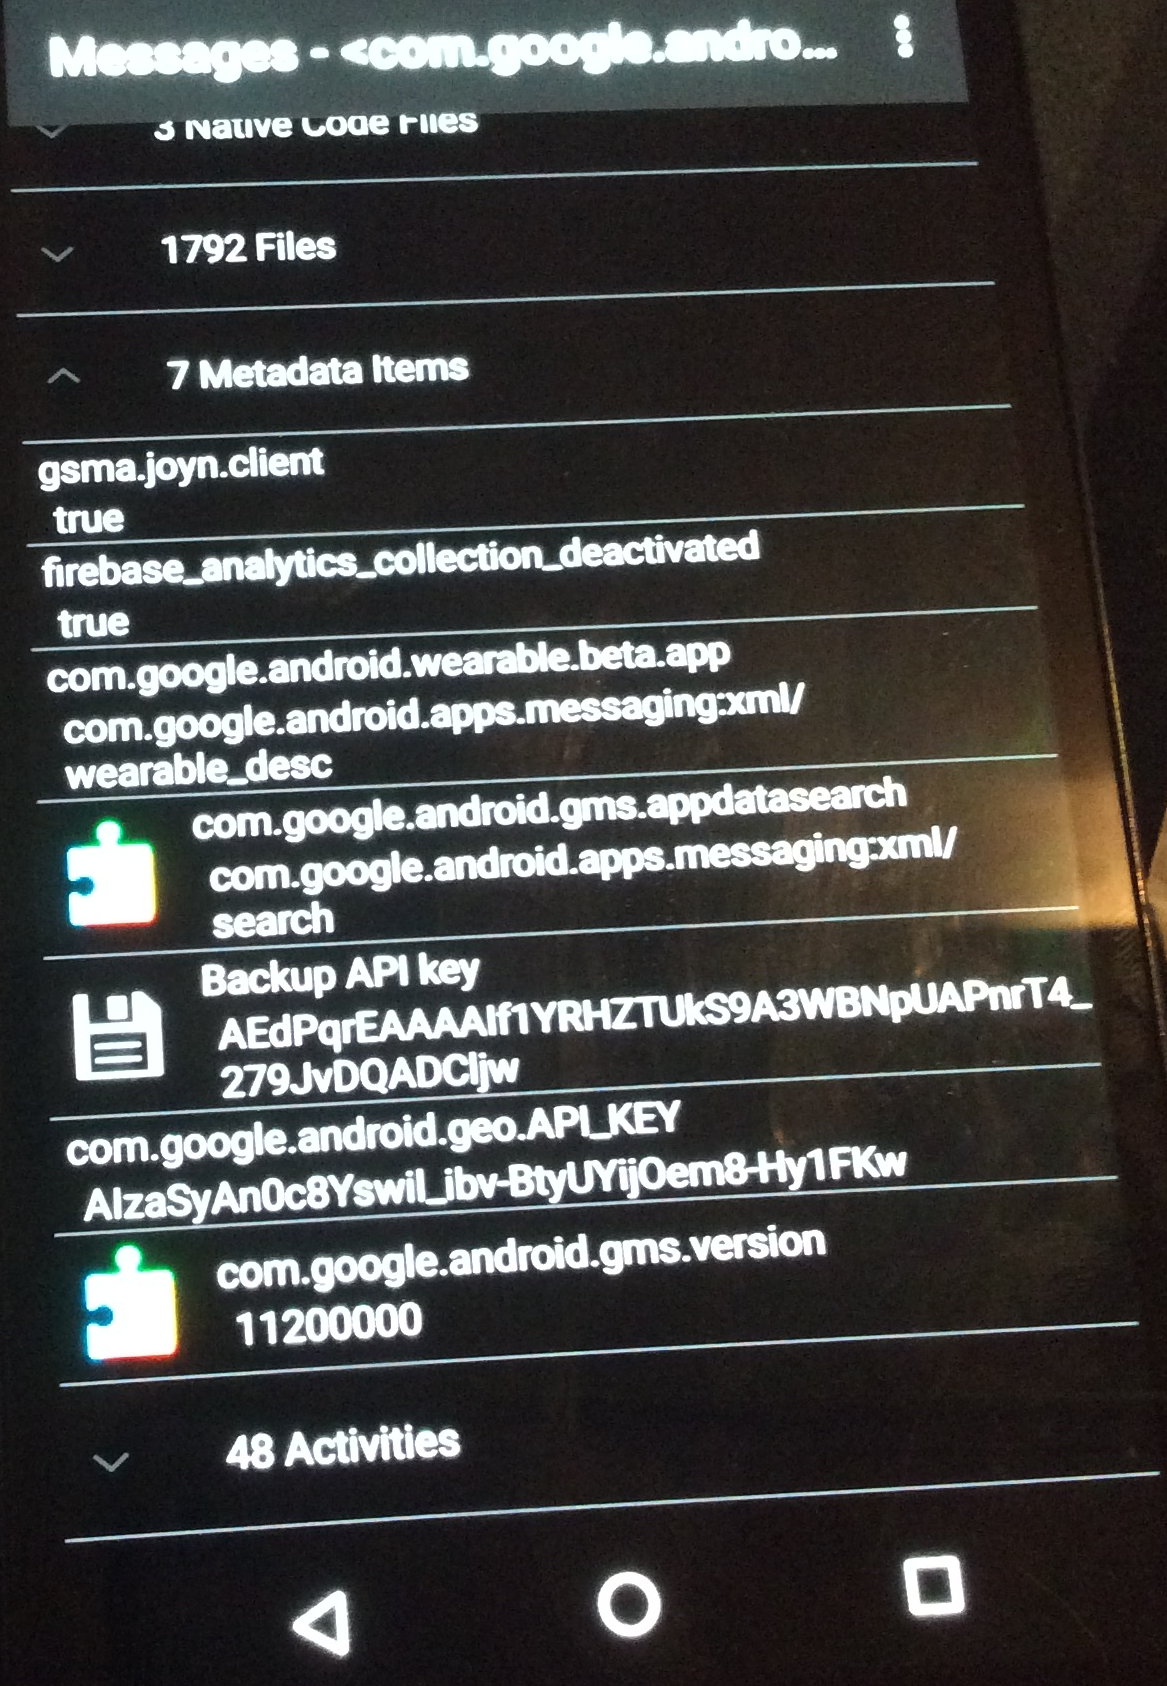 Messages - <com.google.andro...
3 Native Code Files
1792 Files
7 Metadata Items
gsma.joyn.client
true
firebase_analytics_collection_deactivated
true
com.google.android.wearable.beta.app
com.google.android.apps.messaging:xml/
wearable_desc
com.google.android.gms.appdatasearch
com.google.android.apps.messaging:xml/
search
Backup API key
AEdPqrEAAAAIf1YRHZTUkS9A3WBNpUAPnrT4_
279JvDQADCljw
com.google.android.geo.API_KEY
AIzaSyAn0c8YswiL_ibv-BtyUYijOem8-Hy1FKw
com.google.android.gms.version
11200000
48 Activities